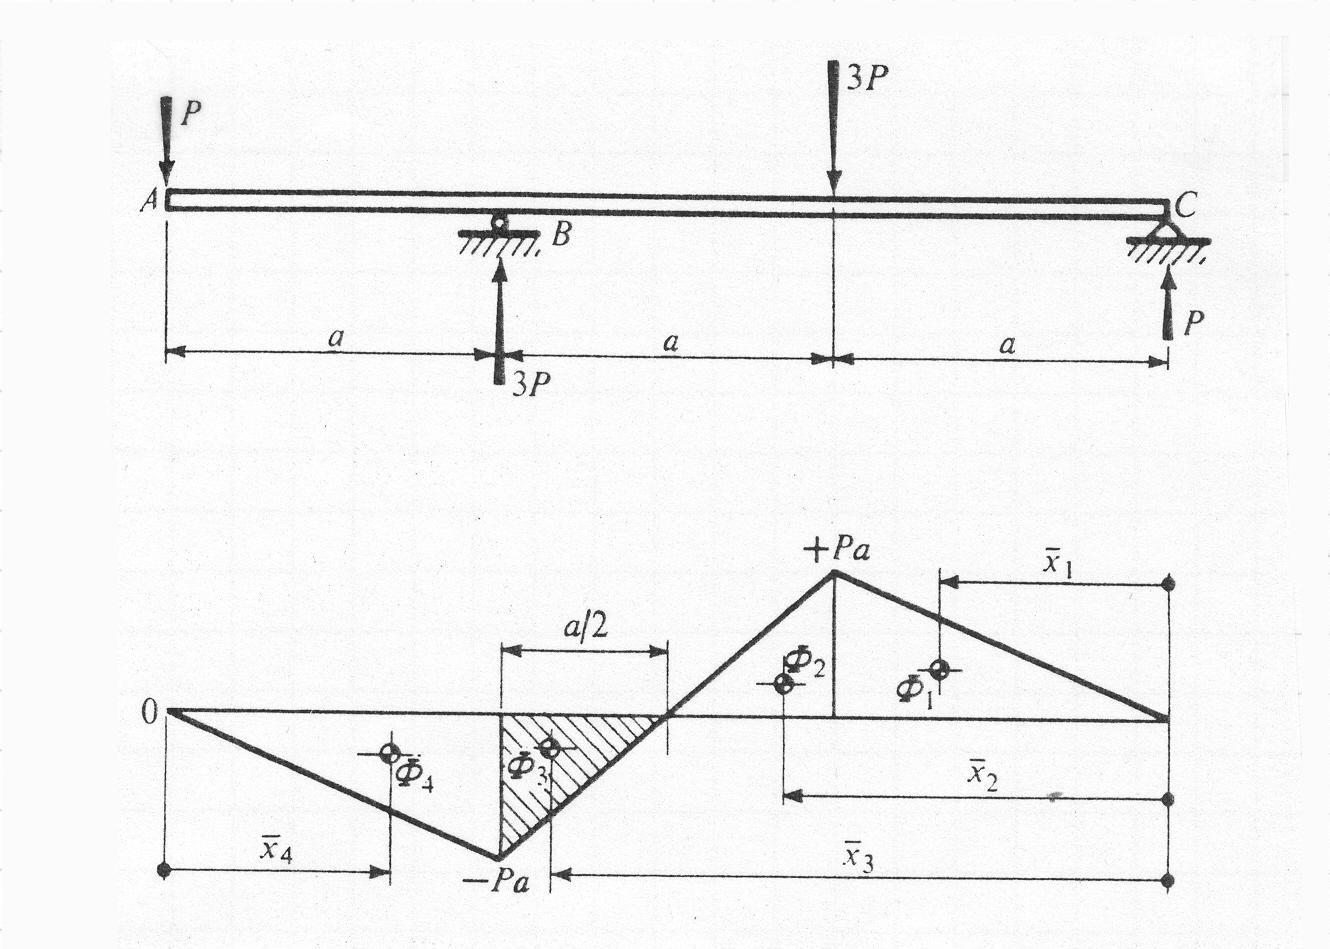 3P
P
A
C
B
a
a
a
P
3P
+Pa
x̄₁
a/2
Φ₂
Φ₁
0
Φ₃
Φ₄
x̄₂
x̄₄
x̄₃
−Pa